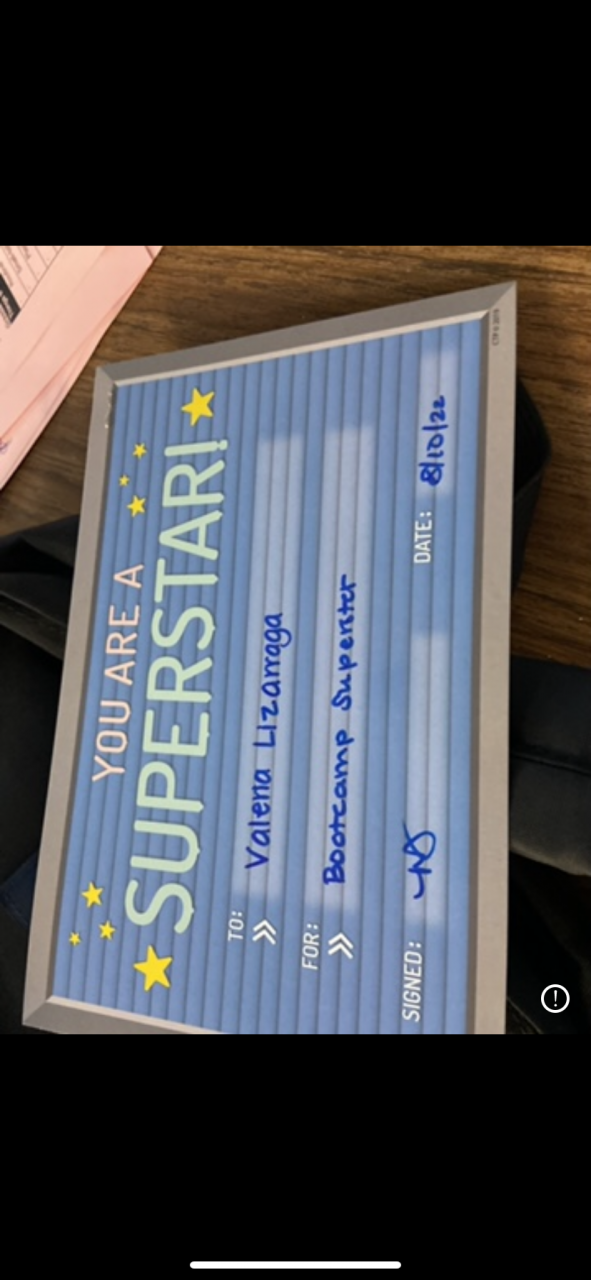 YOU ARE A
SUPERSTAR!
TO:
Valeria Lizarraga
FOR:
Bootcamp Superstar
SIGNED:
DATE: 8/10/22